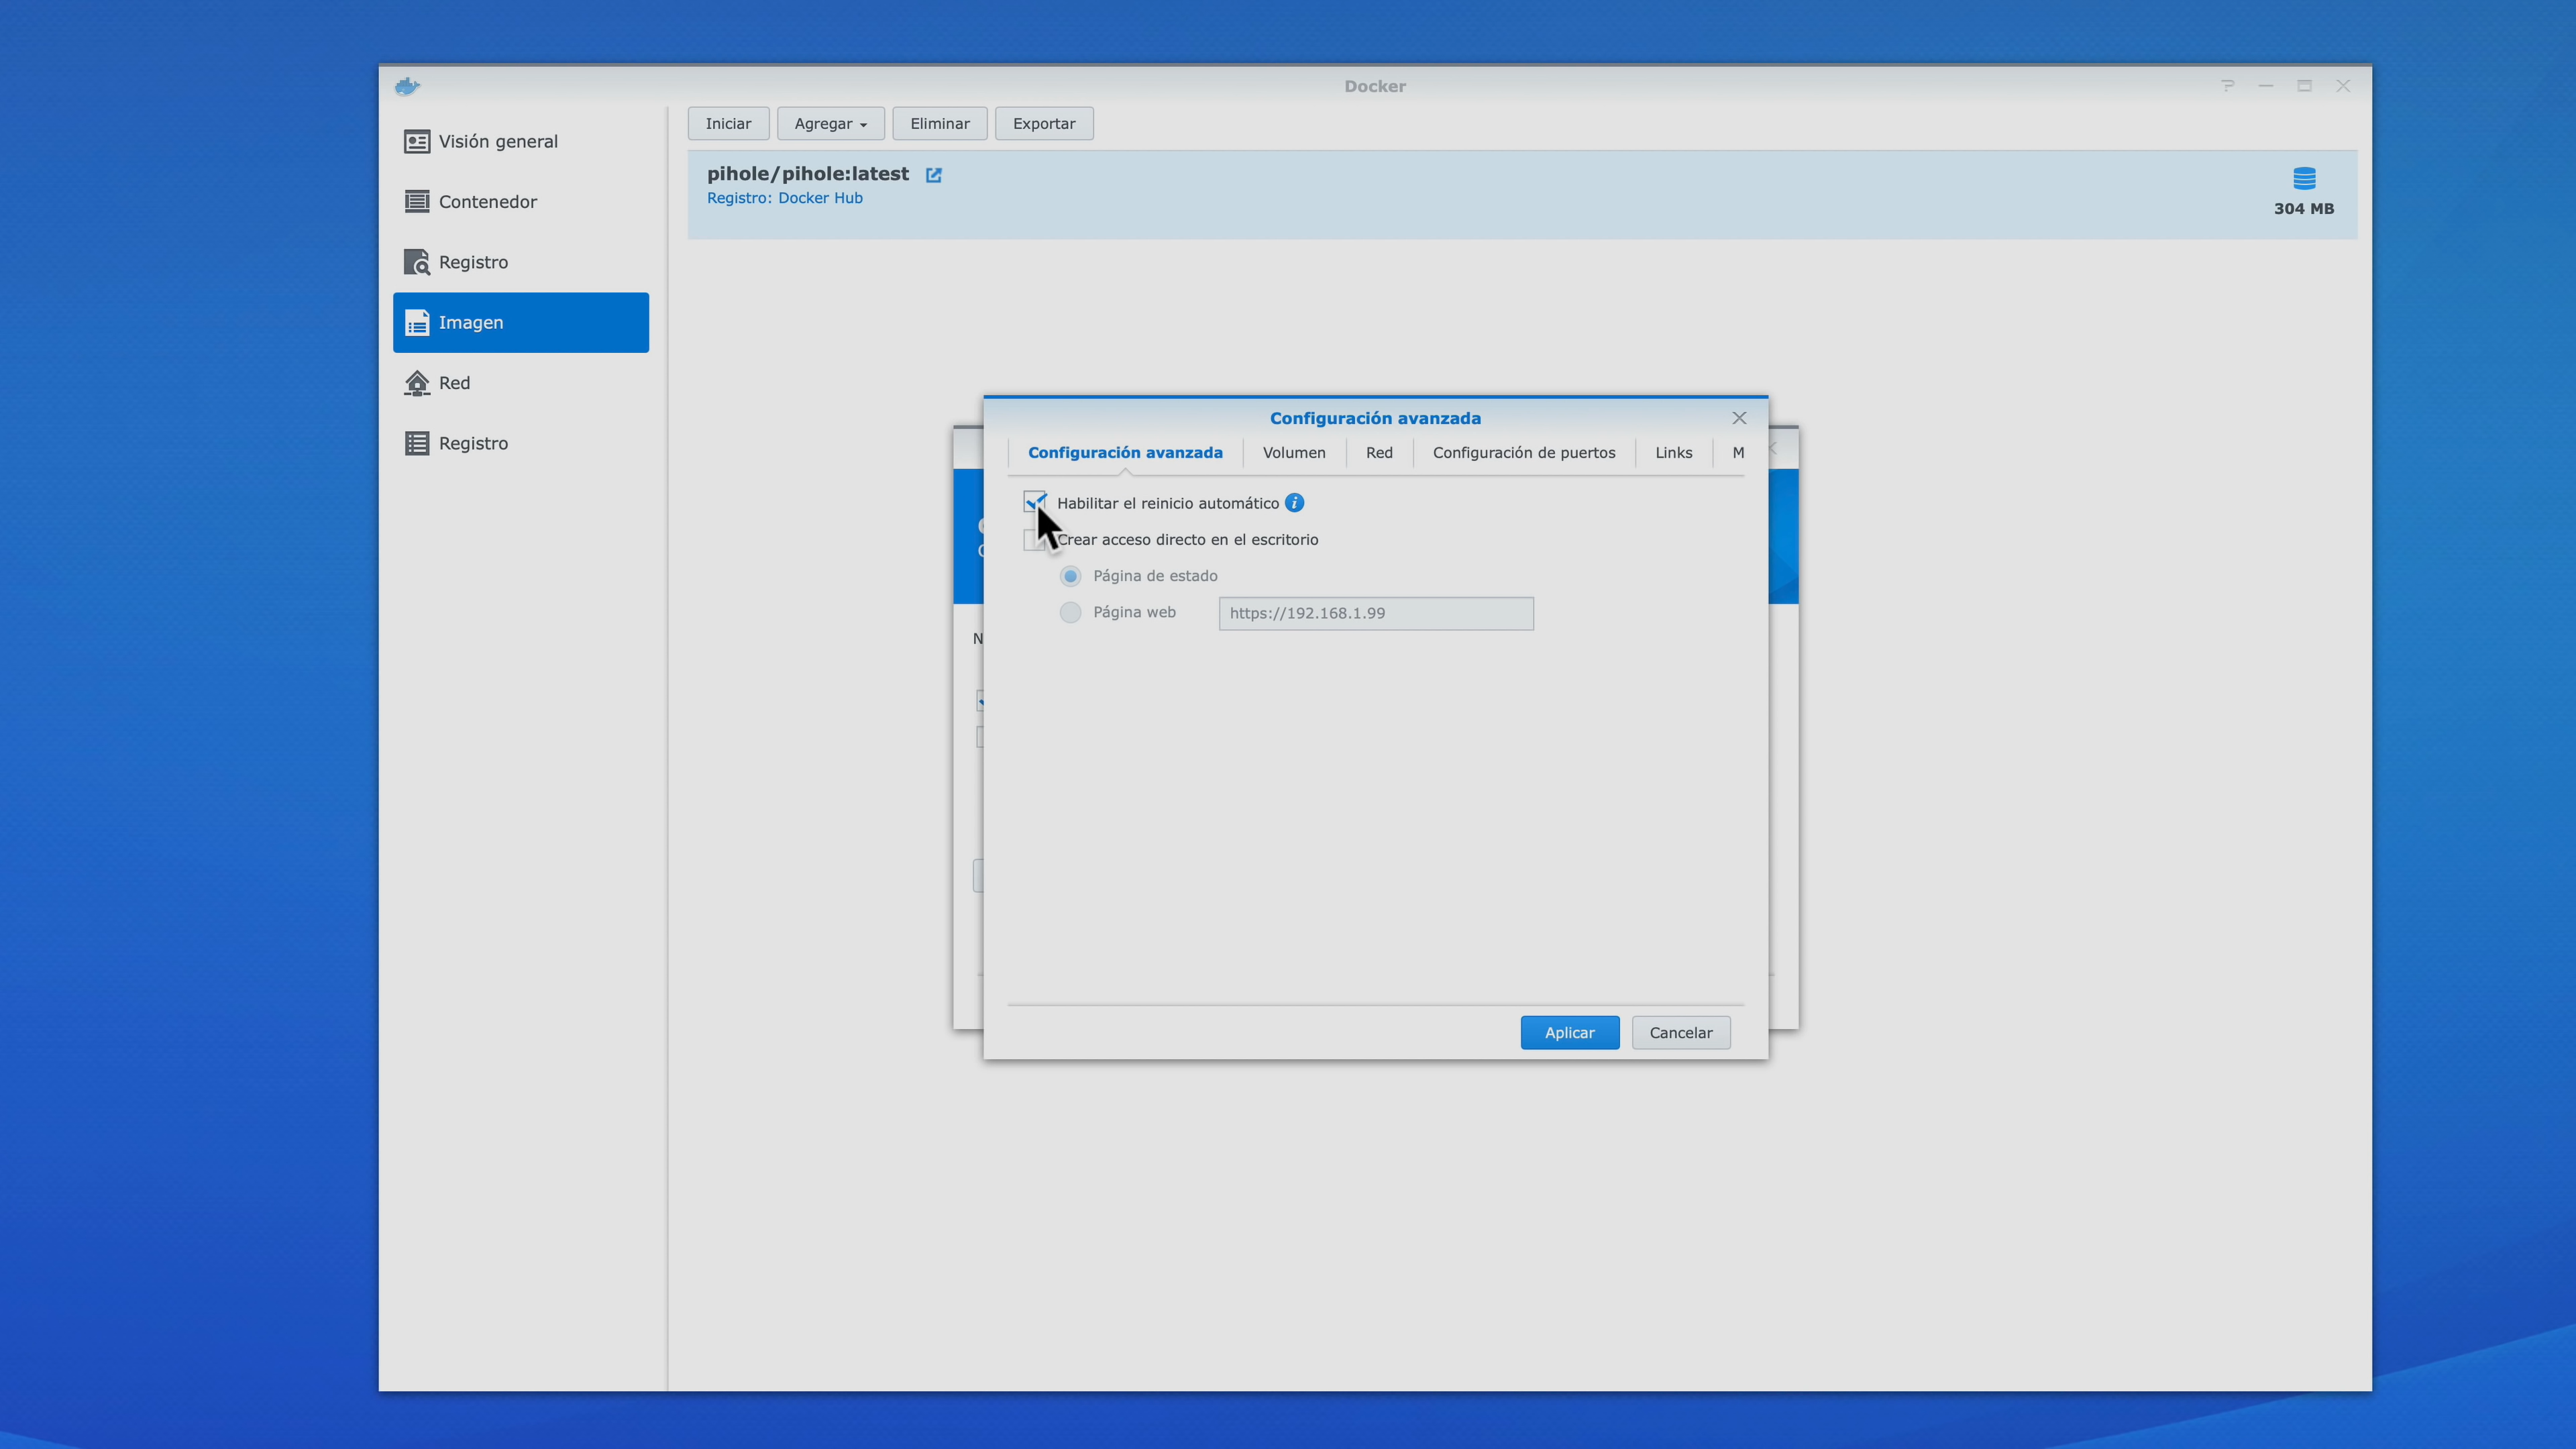 Docker
Visión general
Contenedor
Registro
Imagen
Red
Registro
Iniciar
Agregar
Eliminar
Exportar
pihole/pihole:latest
Registro: Docker Hub
304 MB
Configuración avanzada
Configuración avanzada
Volumen
Red
Configuración de puertos
Links
M
Habilitar el reinicio automático
Crear acceso directo en el escritorio
Página de estado
Página web
https://192.168.1.99
N
Aplicar
Cancelar